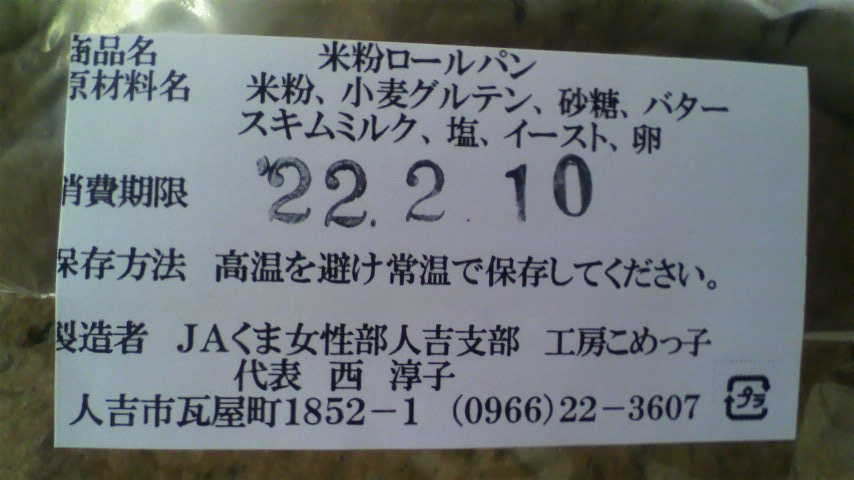 商品名 米粉ロールパン
原材料名 米粉、小麦グルテン、砂糖、バター
スキムミルク、塩、イースト、卵
消費期限 '22.2.10
保存方法 高温を避け常温で保存してください。
製造者 JAくま女性部人吉支部 工房こめっ子
代表 西 淳子
人吉市瓦屋町1852-1 (0966)22-3607
プラ